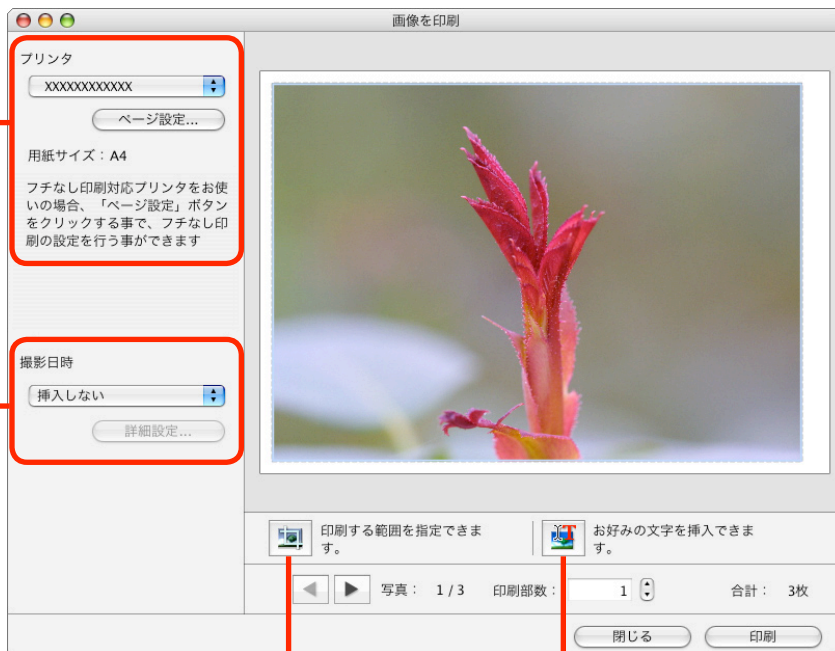 画像を印刷
プリンタ
XXXXXXXXXXXX
ページ設定...
用紙サイズ：A4
フチなし印刷対応プリンタをお使
いの場合、「ページ設定」ボタン
をクリックする事で、フチなし印
刷の設定を行う事ができます
撮影日時
挿入しない
詳細設定...
印刷する範囲を指定できま
す。
お好みの文字を挿入できま
す。
写真： 1 / 3 印刷部数： 1 合計： 3枚
閉じる 印刷